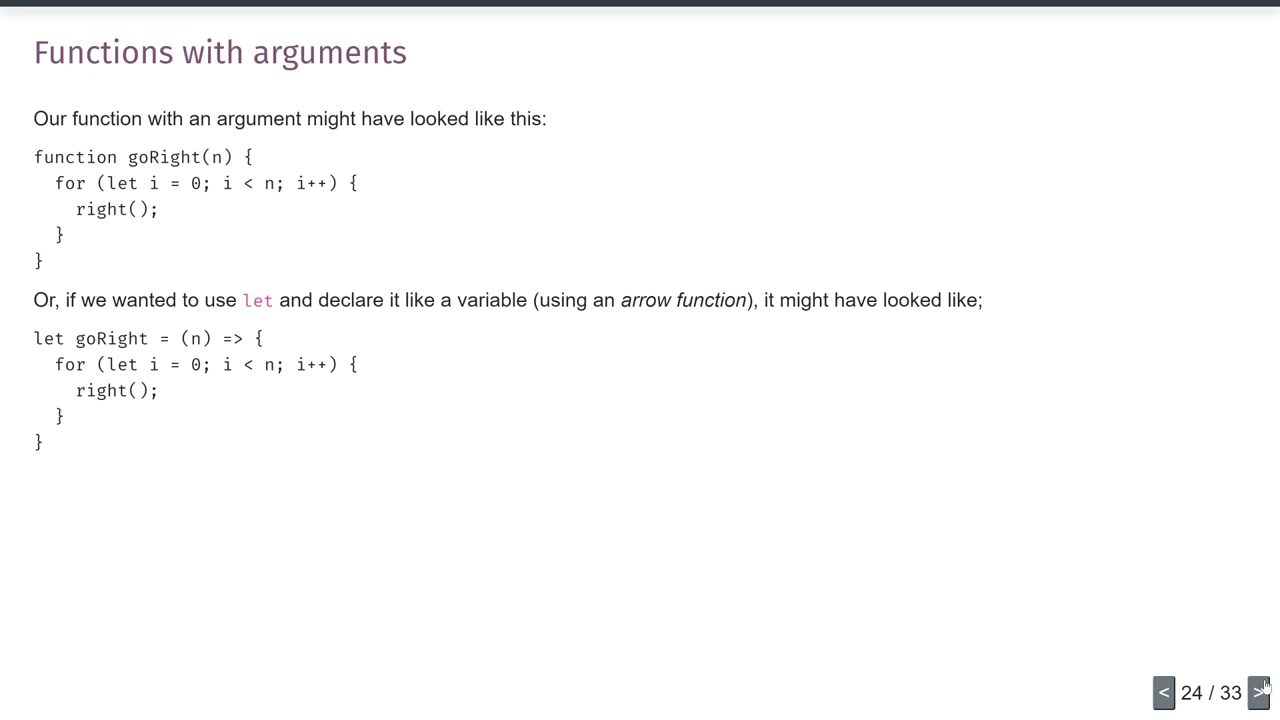 Functions with arguments
Our function with an argument might have looked like this:
function goRight(n) {
  for (let i = 0; i < n; i++) {
    right();
  }
}
Or, if we wanted to use let and declare it like a variable (using an arrow function), it might have looked like;
let goRight = (n) => {
  for (let i = 0; i < n; i++) {
    right();
  }
}
< 24 / 33 >